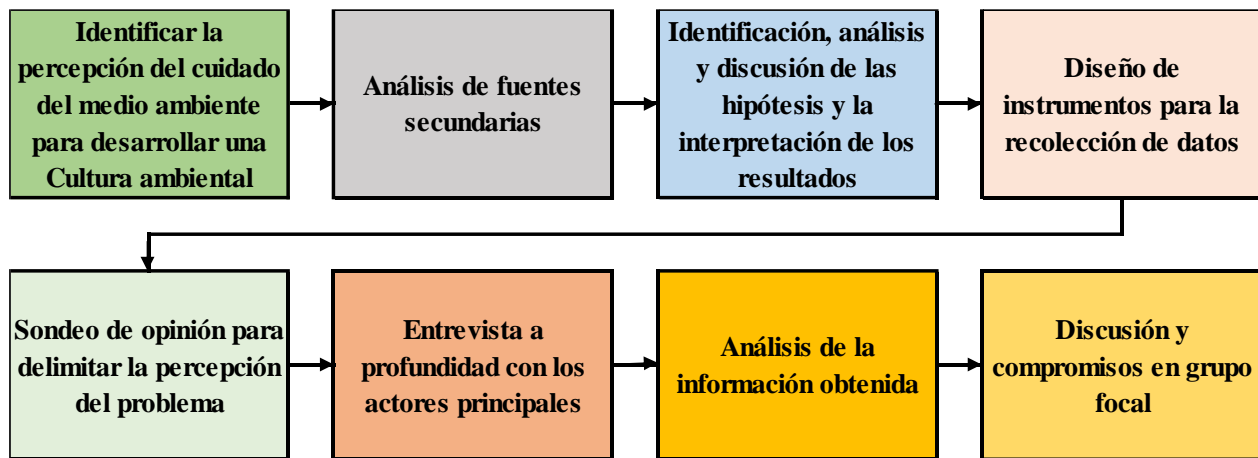 Identificar la
percepción del cuidado
del medio ambiente
para desarrollar una
Cultura ambiental
Análisis de fuentes
secundarias
Identificación, análisis
y discusión de las
hipótesis y la
interpretación de los
resultados
Diseño de
instrumentos para la
recolección de datos
Sondeo de opinión para
delimitar la percepción
del problema
Entrevista a
profundidad con los
actores principales
Análisis de la
información obtenida
Discusión y
compromisos en grupo
focal